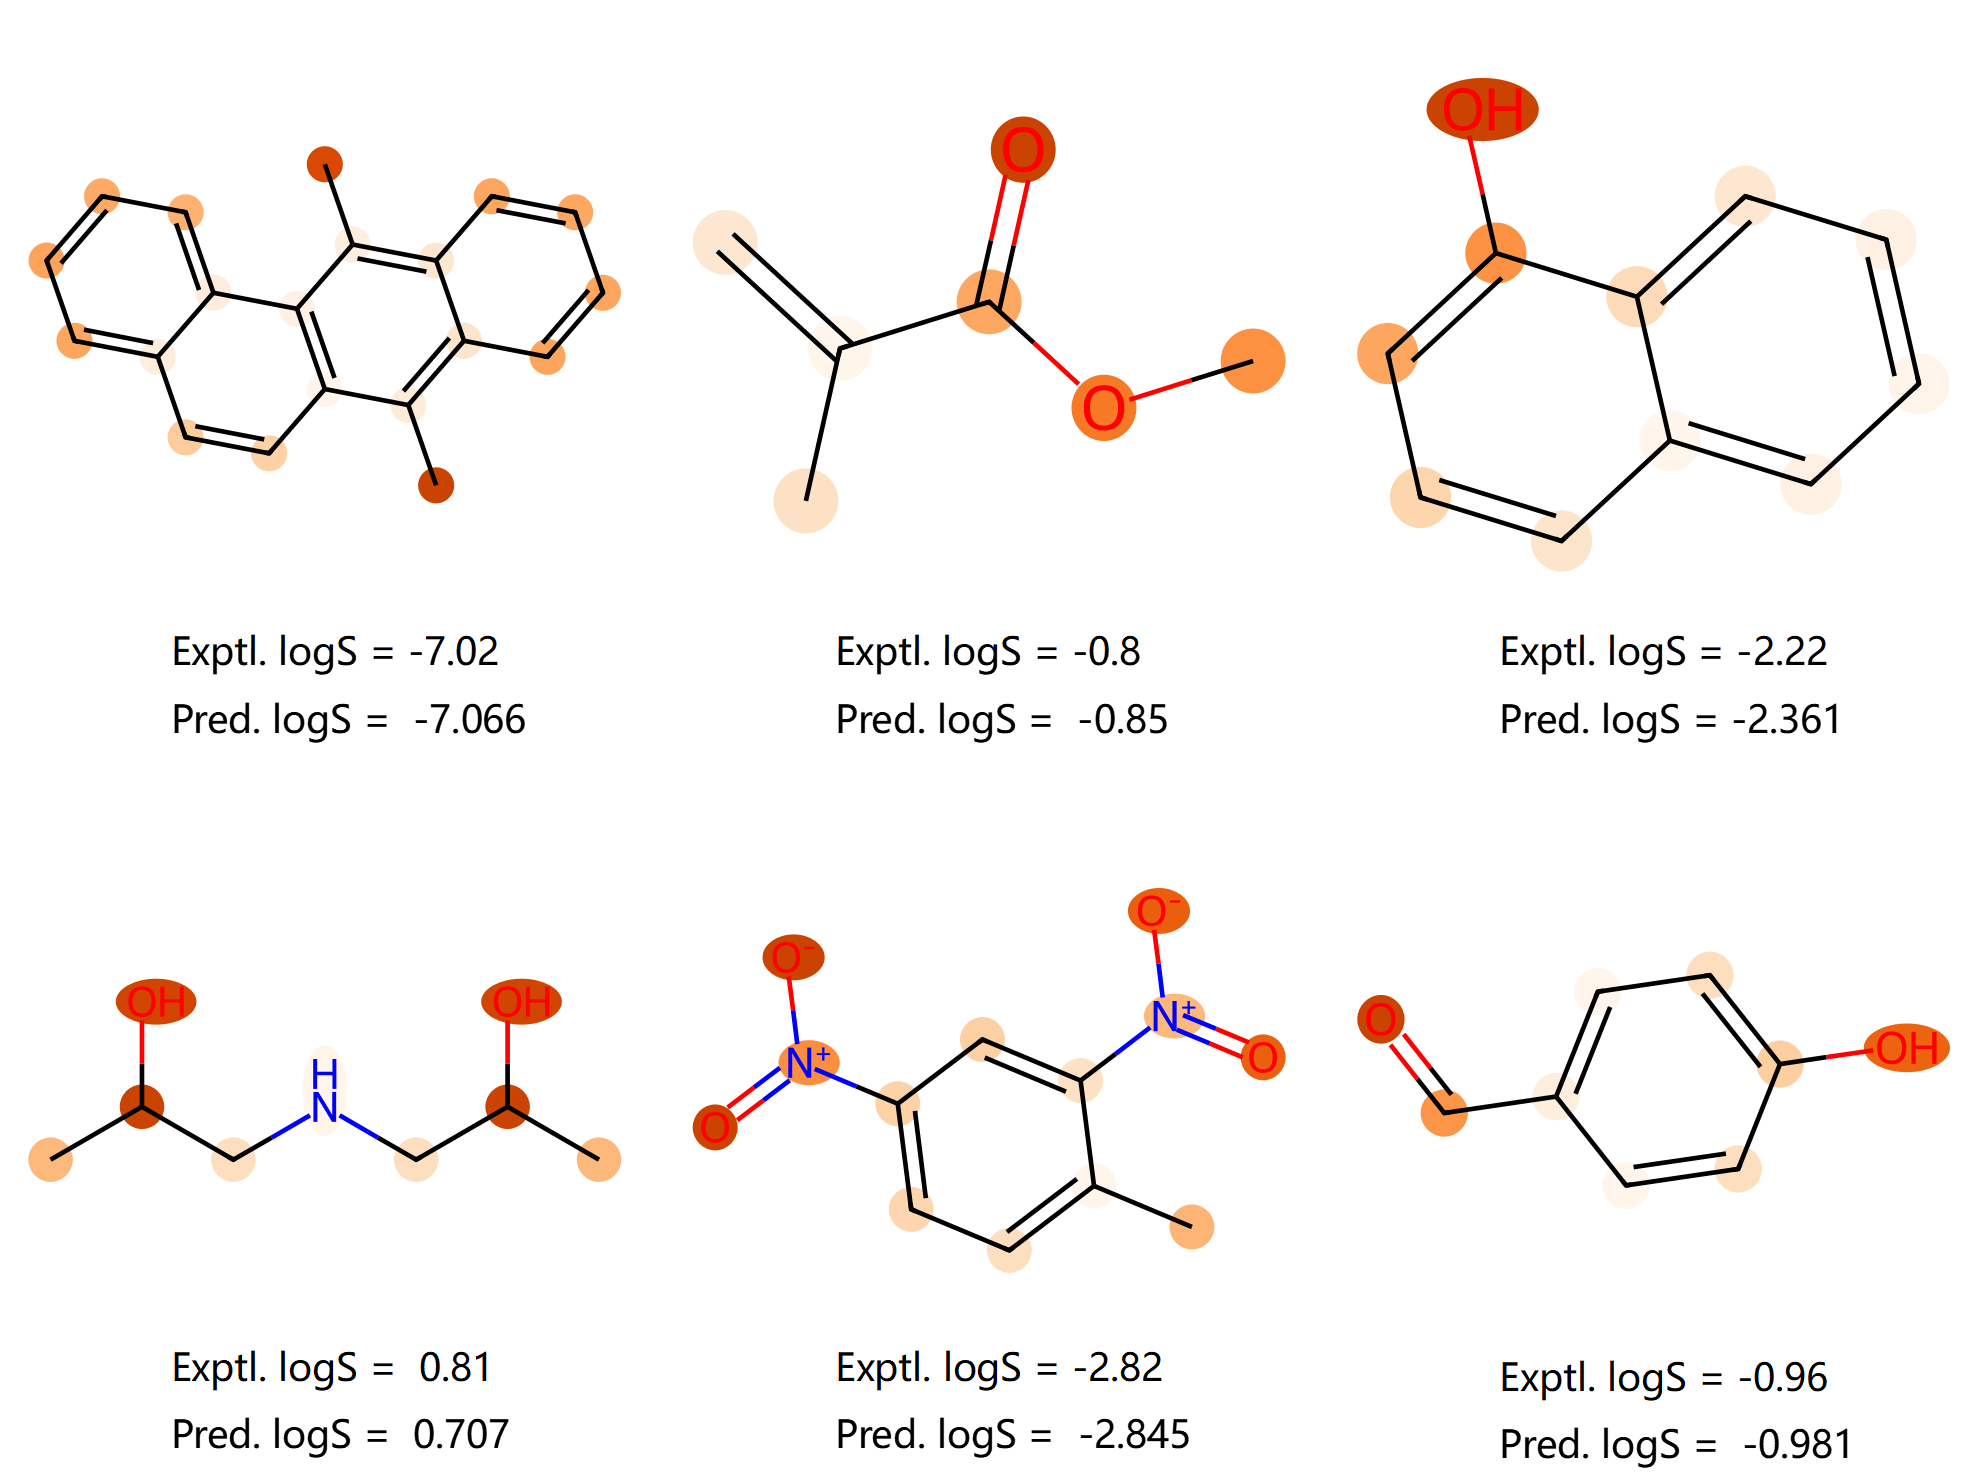 OH
O
O
Exptl. logS = -7.02
Exptl. logS = -0.8
Exptl. logS = -2.22
Pred. logS = -7.066
Pred. logS = -0.85
Pred. logS = -2.361
OH
H
N
OH
O⁻
N⁺
O
O⁻
N⁺
O
O
OH
Exptl. logS = 0.81
Exptl. logS = -2.82
Exptl. logS = -0.96
Pred. logS = 0.707
Pred. logS = -2.845
Pred. logS = -0.981